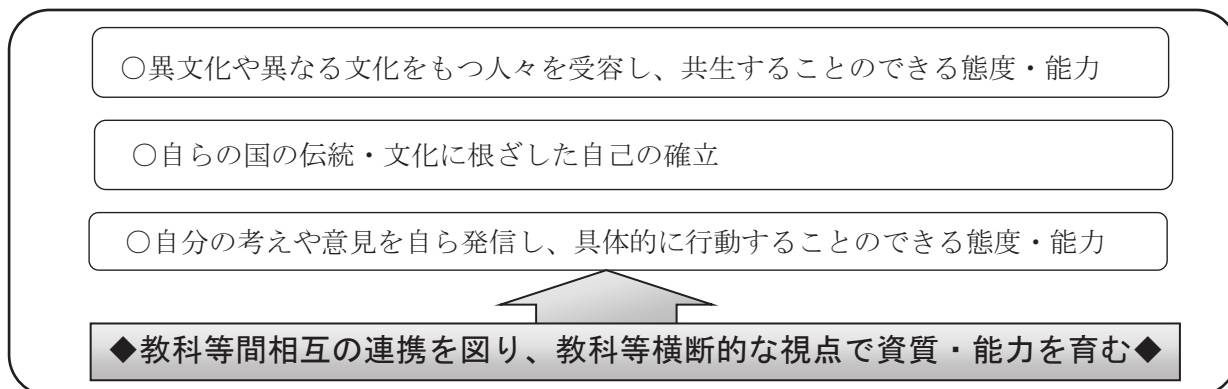 ○異文化や異なる文化をもつ人々を受容し、共生することのできる態度・能力
○自らの国の伝統・文化に根ざした自己の確立
○自分の考えや意見を自ら発信し、具体的に行動することのできる態度・能力
◆教科等間相互の連携を図り、教科等横断的な視点で資質・能力を育む◆